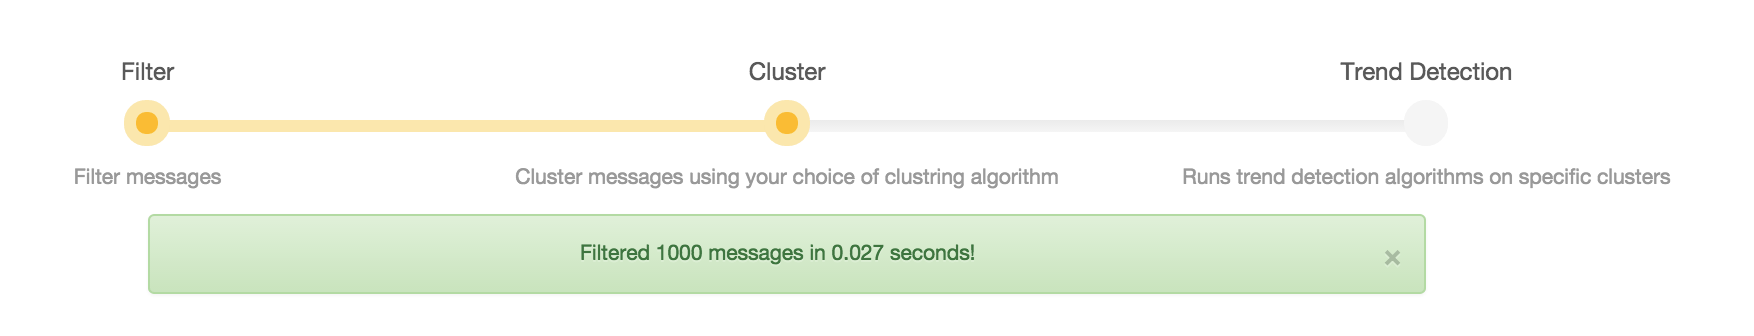 Filter
Cluster
Trend Detection
Filter messages
Cluster messages using your choice of clustring algorithm
Runs trend detection algorithms on specific clusters
Filtered 1000 messages in 0.027 seconds!
×